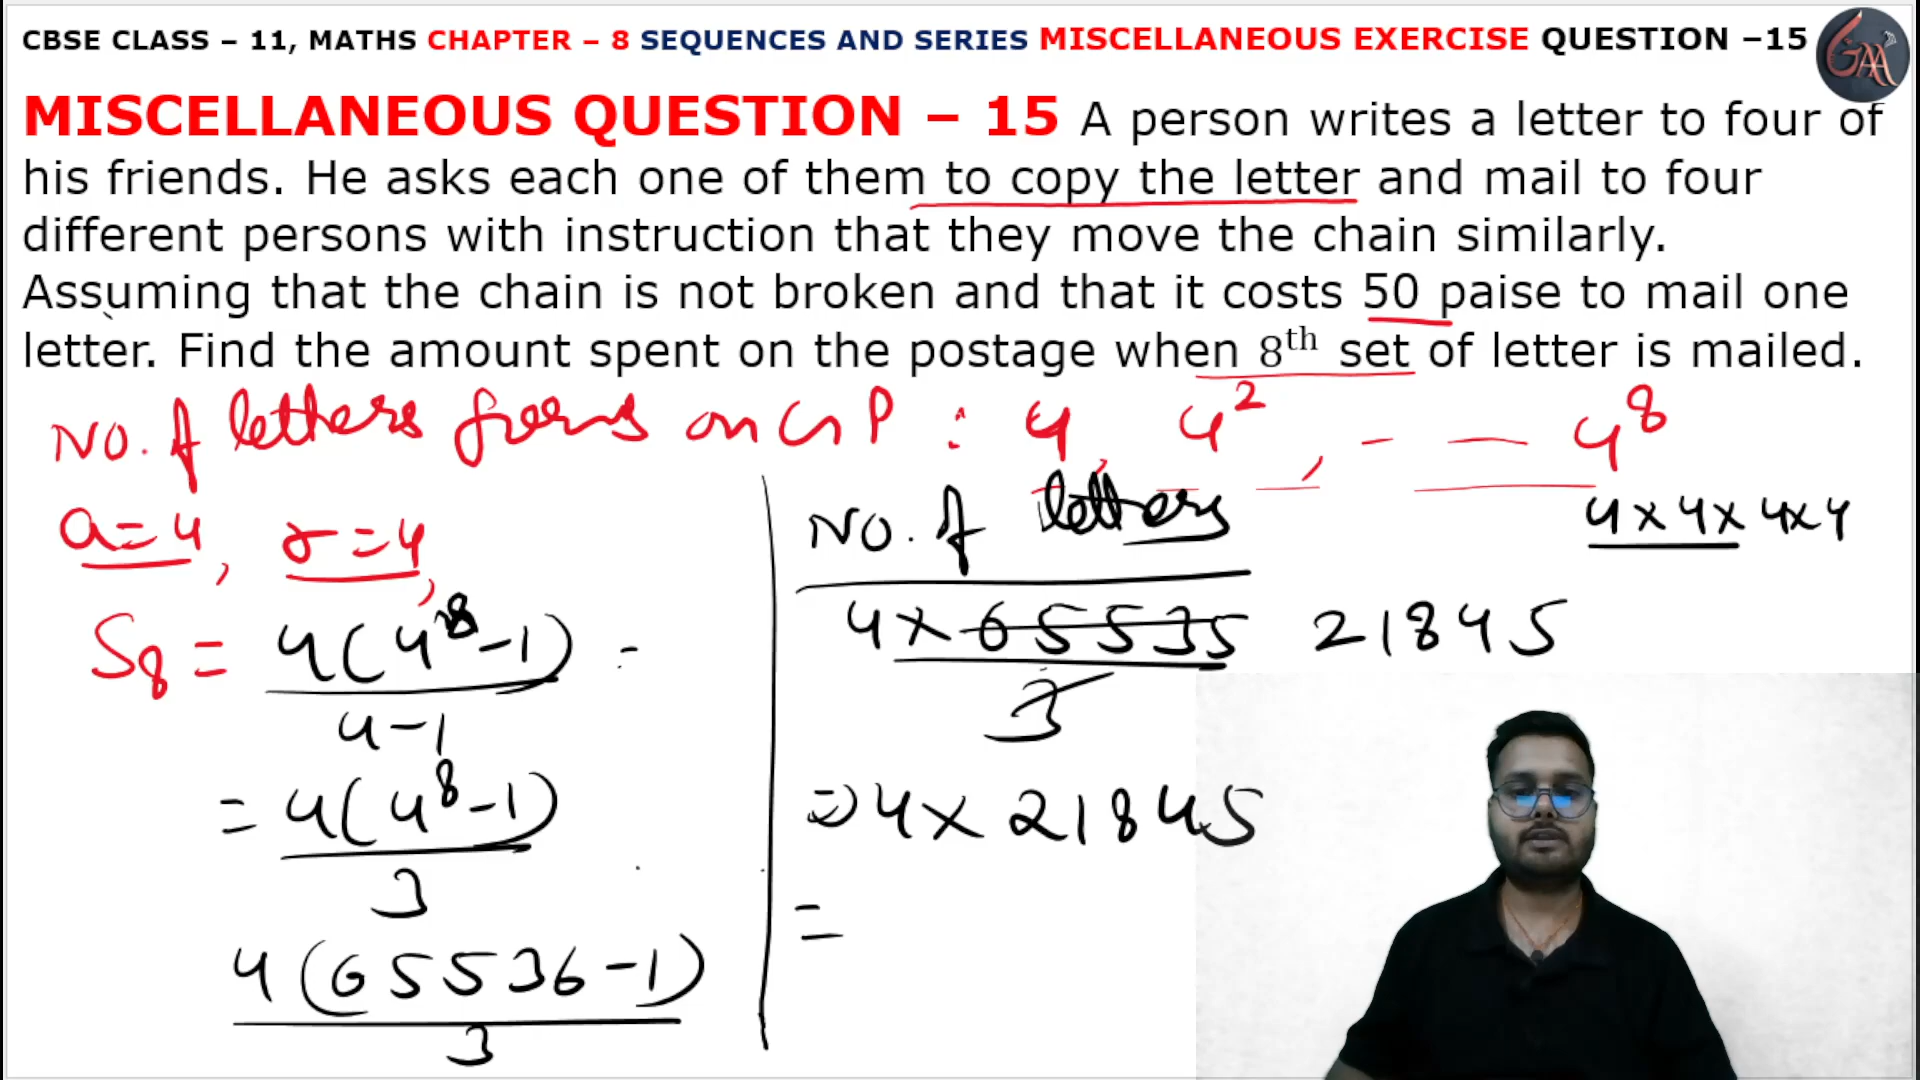 CBSE CLASS – 11, MATHS CHAPTER – 8 SEQUENCES AND SERIES MISCELLANEOUS EXERCISE QUESTION –15
GAA
MISCELLANEOUS QUESTION – 15 A person writes a letter to four of
his friends. He asks each one of them to copy the letter and mail to four
different persons with instruction that they move the chain similarly.
Assuming that the chain is not broken and that it costs 50 paise to mail one
letter. Find the amount spent on the postage when 8th set of letter is mailed.
No. of letters forms an GP : 4, 4², - — 4⁸
a=4, r=4,
S₈ = 4(4⁸-1) =
4-1
= 4(4⁸-1)
3
4(65536-1)
3
No. of letters
4×4×4×4
4×65535 21845
3
⇒ 4×21845
=